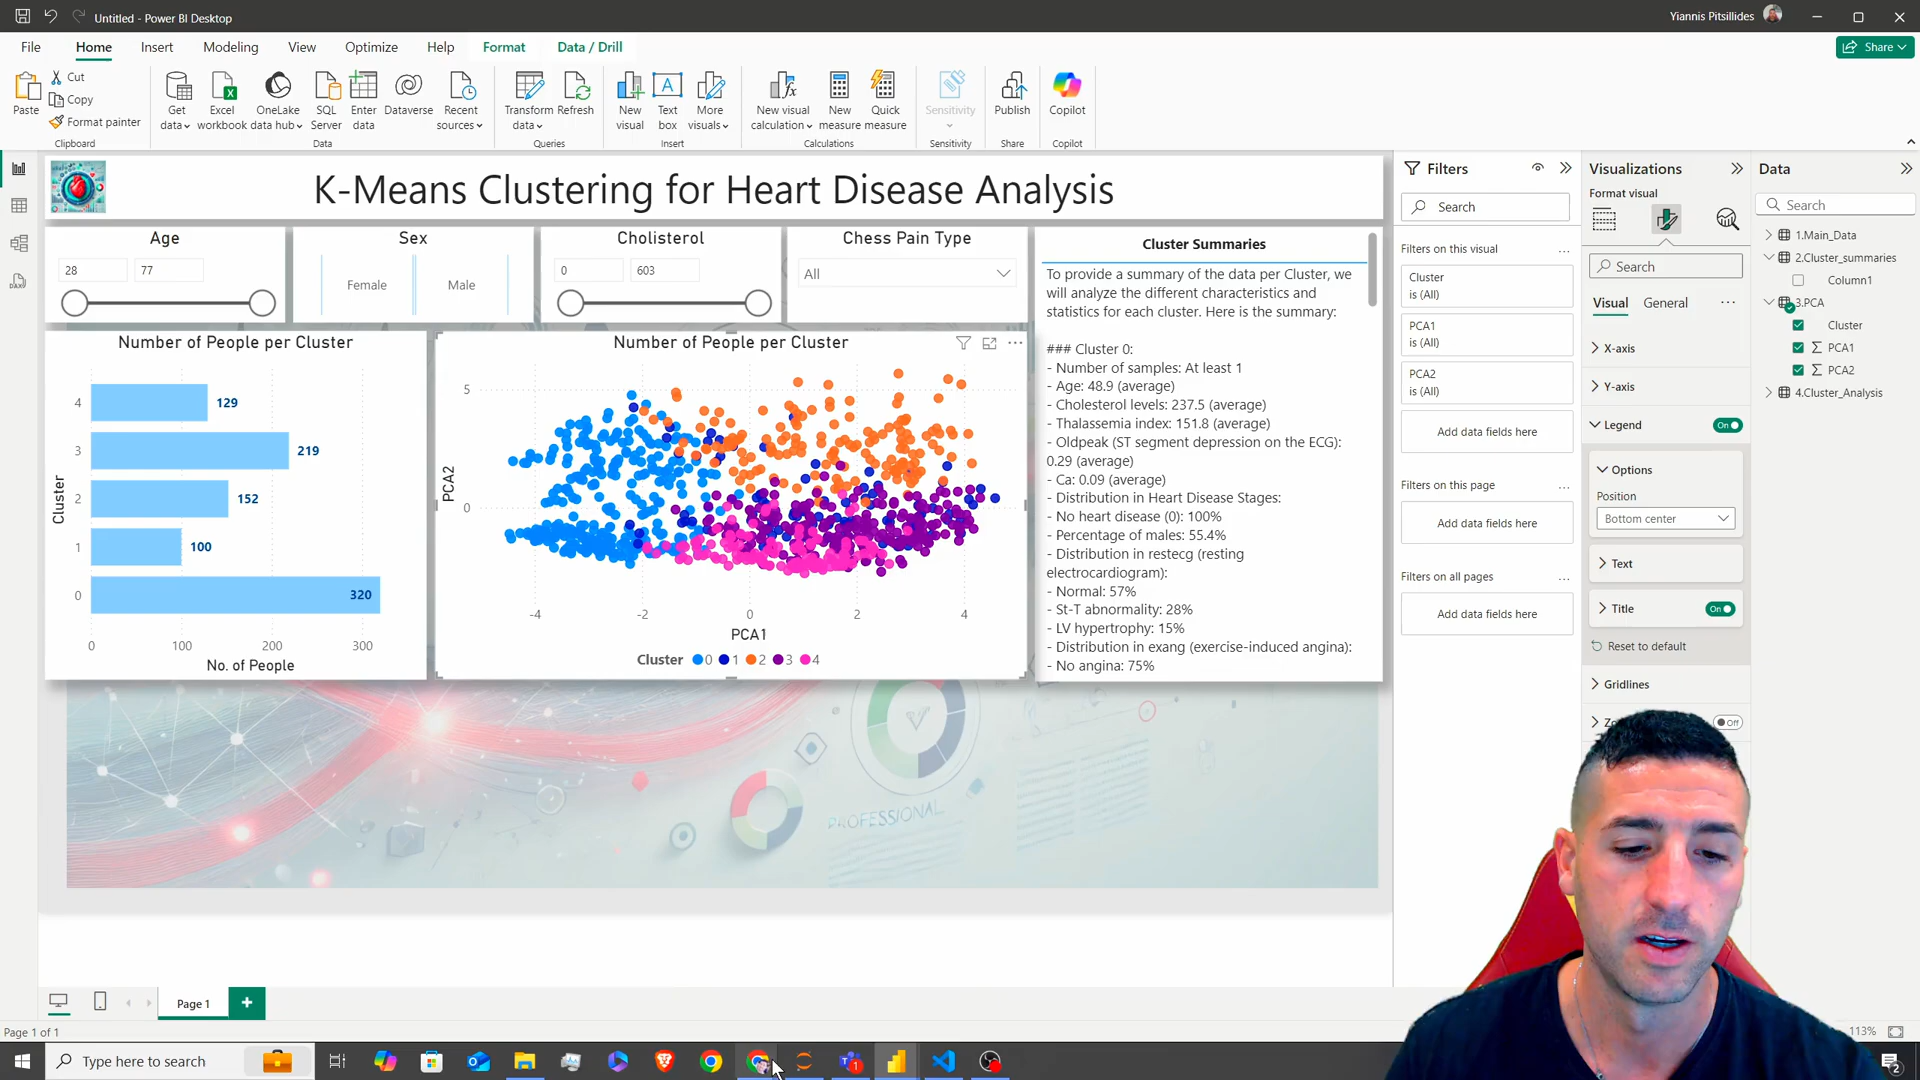 Untitled - Power BI Desktop
Yiannis Pitsillides
File
Home
Insert
Modeling
View
Optimize
Help
Format
Data / Drill
Share
Paste
Cut
Copy
Format painter
Clipboard
Get data
Excel workbook
OneLake data hub
SQL Server
Enter data
Dataverse
Recent sources
Data
Transform data
Refresh
Queries
New visual
Text box
More visuals
Insert
New visual calculation
New measure
Quick measure
Calculations
Sensitivity
Sensitivity
Publish
Share
Copilot
Copilot
K-Means Clustering for Heart Disease Analysis
Age
28
77
Sex
Female
Male
Cholisterol
0
603
Chess Pain Type
All
Number of People per Cluster
Cluster
4
129
3
219
2
152
1
100
0
320
0
100
200
300
No. of People
Number of People per Cluster
PCA2
5
0
-4
-2
0
2
4
PCA1
Cluster 0 1 2 3 4
Cluster Summaries
To provide a summary of the data per Cluster, we
will analyze the different characteristics and
statistics for each cluster. Here is the summary:
### Cluster 0:
- Number of samples: At least 1
- Age: 48.9 (average)
- Cholesterol levels: 237.5 (average)
- Thalassemia index: 151.8 (average)
- Oldpeak (ST segment depression on the ECG):
0.29 (average)
- Ca: 0.09 (average)
- Distribution in Heart Disease Stages:
- No heart disease (0): 100%
- Percentage of males: 55.4%
- Distribution in restecg (resting
electrocardiogram):
- Normal: 57%
- St-T abnormality: 28%
- LV hypertrophy: 15%
- Distribution in exang (exercise-induced angina):
- No angina: 75%
PROFESSIONAL
Filters
Search
Filters on this visual
Cluster
is (All)
PCA1
is (All)
PCA2
is (All)
Add data fields here
Filters on this page
Add data fields here
Filters on all pages
Add data fields here
Visualizations
Format visual
Search
Visual
General
X-axis
Y-axis
Legend
On
Options
Position
Bottom center
Text
Title
On
Reset to default
Gridlines
Off
Data
Search
1.Main_Data
2.Cluster_summaries
Column1
3.PCA
Cluster
PCA1
PCA2
4.Cluster_Analysis
Page 1
Page 1 of 1
113%
Type here to search
1
2